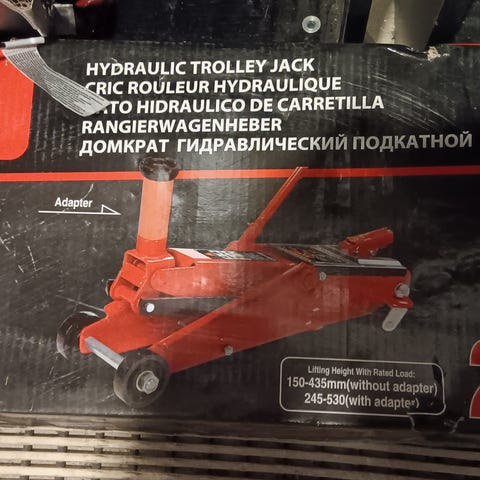 HYDRAULIC TROLLEY JACK
CRIC ROULEUR HYDRAULIQUE
HIDRAULICO DE CARRETILLA
RANGIERWAGENHEBER
ДОМКРАТ ГИДРАВЛИЧЕСКИЙ ПОДКАТНОЙ
Adapter
Lifting Height With Rated Load:
150-435mm(without adapter)
245-530(with adapter)